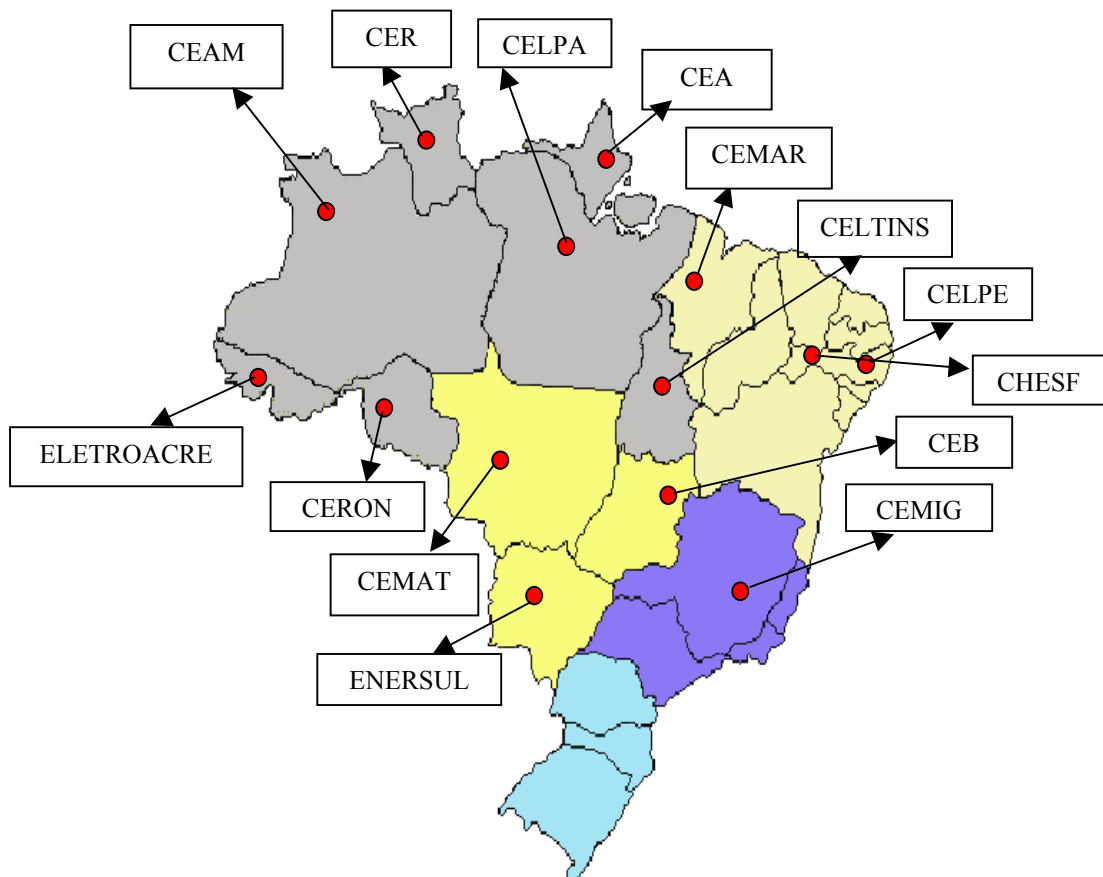 CER
CELPA
CEAM
CEA
CEMAR
CELTINS
CELPE
CHESF
ELETROACRE
CEB
CERON
CEMIG
CEMAT
ENERSUL